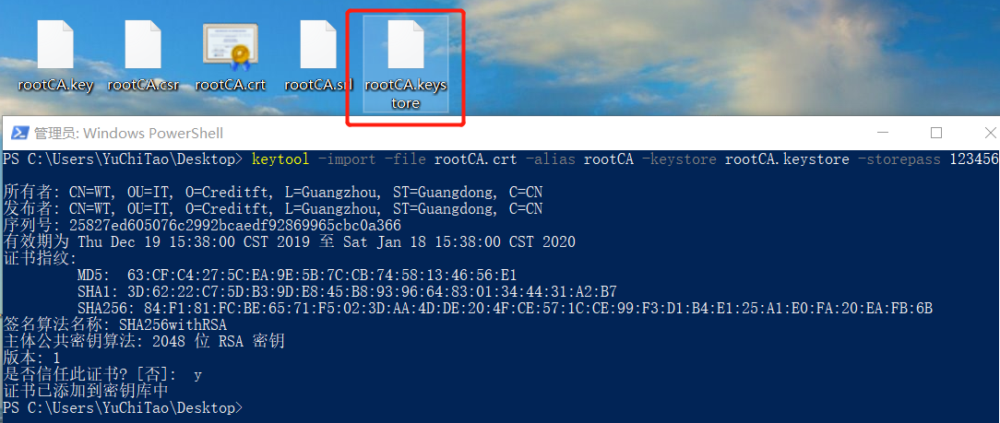 rootCA.key
rootCA.csr
rootCA.crt
rootCA.srl
rootCA.keys
tore
管理员: Windows PowerShell
PS C:\Users\YuChiTao\Desktop> keytool -import -file rootCA.crt -alias rootCA -keystore rootCA.keystore -storepass 123456
所有者: CN=WT, OU=IT, O=Creditft, L=Guangzhou, ST=Guangdong, C=CN
发布者: CN=WT, OU=IT, O=Creditft, L=Guangzhou, ST=Guangdong, C=CN
序列号: 25827ed605076c2992bcaedf92869965cbc0a366
有效期为 Thu Dec 19 15:38:00 CST 2019 至 Sat Jan 18 15:38:00 CST 2020
证书指纹:
MD5:  63:CF:C4:27:5C:EA:9E:5B:7C:CB:74:58:13:46:56:E1
SHA1: 3D:62:22:C7:5D:B3:9D:E8:45:B8:93:96:64:83:01:34:44:31:A2:B7
SHA256: 84:F1:81:FC:BE:65:71:F5:02:3D:AA:4D:DE:20:4F:CE:57:1C:CE:99:F3:D1:B4:E1:25:A1:E0:FA:20:EA:FB:6B
签名算法名称: SHA256withRSA
主体公共密钥算法: 2048 位 RSA 密钥
版本: 1
是否信任此证书? [否]:  y
证书已添加到密钥库中
PS C:\Users\YuChiTao\Desktop>